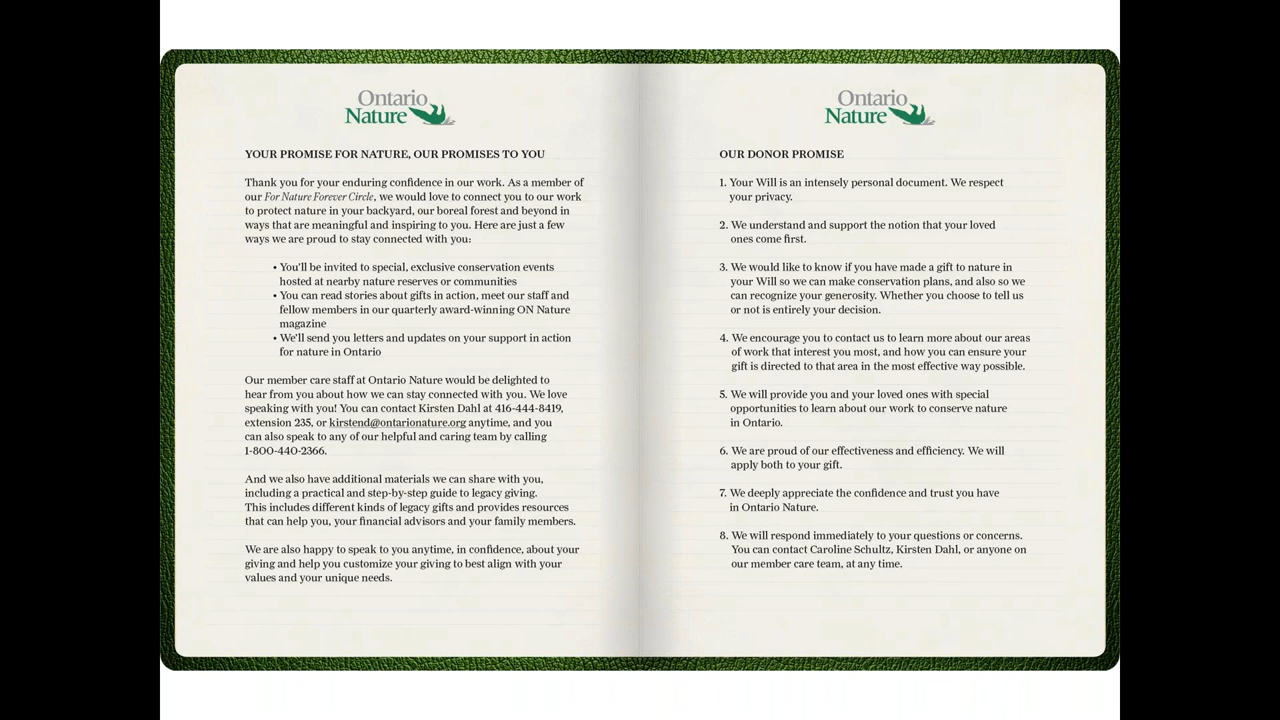 Ontario
Nature
YOUR PROMISE FOR NATURE, OUR PROMISES TO YOU
Thank you for your enduring confidence in our work. As a member of
our For Nature Forever Circle, we would love to connect you to our work
to protect nature in your backyard, our boreal forest and beyond in
ways that are meaningful and inspiring to you. Here are just a few
ways we are proud to stay connected with you:
• You'll be invited to special, exclusive conservation events
hosted at nearby nature reserves or communities
• You can read stories about gifts in action, meet our staff and
fellow members in our quarterly award-winning ON Nature
magazine
• We'll send you letters and updates on your support in action
for nature in Ontario
Our member care staff at Ontario Nature would be delighted to
hear from you about how we can stay connected with you. We love
speaking with you! You can contact Kirsten Dahl at 416-444-8419,
extension 235, or kirstend@ontarionature.org anytime, and you
can also speak to any of our helpful and caring team by calling
1-800-440-2366.
And we also have additional materials we can share with you,
including a practical and step-by-step guide to legacy giving.
This includes different kinds of legacy gifts and provides resources
that can help you, your financial advisors and your family members.
We are also happy to speak to you anytime, in confidence, about your
giving and help you customize your giving to best align with your
values and your unique needs.
Ontario
Nature
OUR DONOR PROMISE
1. Your Will is an intensely personal document. We respect
your privacy.
2. We understand and support the notion that your loved
ones come first.
3. We would like to know if you have made a gift to nature in
your Will so we can make conservation plans, and also so we
can recognize your generosity. Whether you choose to tell us
or not is entirely your decision.
4. We encourage you to contact us to learn more about our areas
of work that interest you most, and how you can ensure your
gift is directed to that area in the most effective way possible.
5. We will provide you and your loved ones with special
opportunities to learn about our work to conserve nature
in Ontario.
6. We are proud of our effectiveness and efficiency. We will
apply both to your gift.
7. We deeply appreciate the confidence and trust you have
in Ontario Nature.
8. We will respond immediately to your questions or concerns.
You can contact Caroline Schultz, Kirsten Dahl, or anyone on
our member care team, at any time.